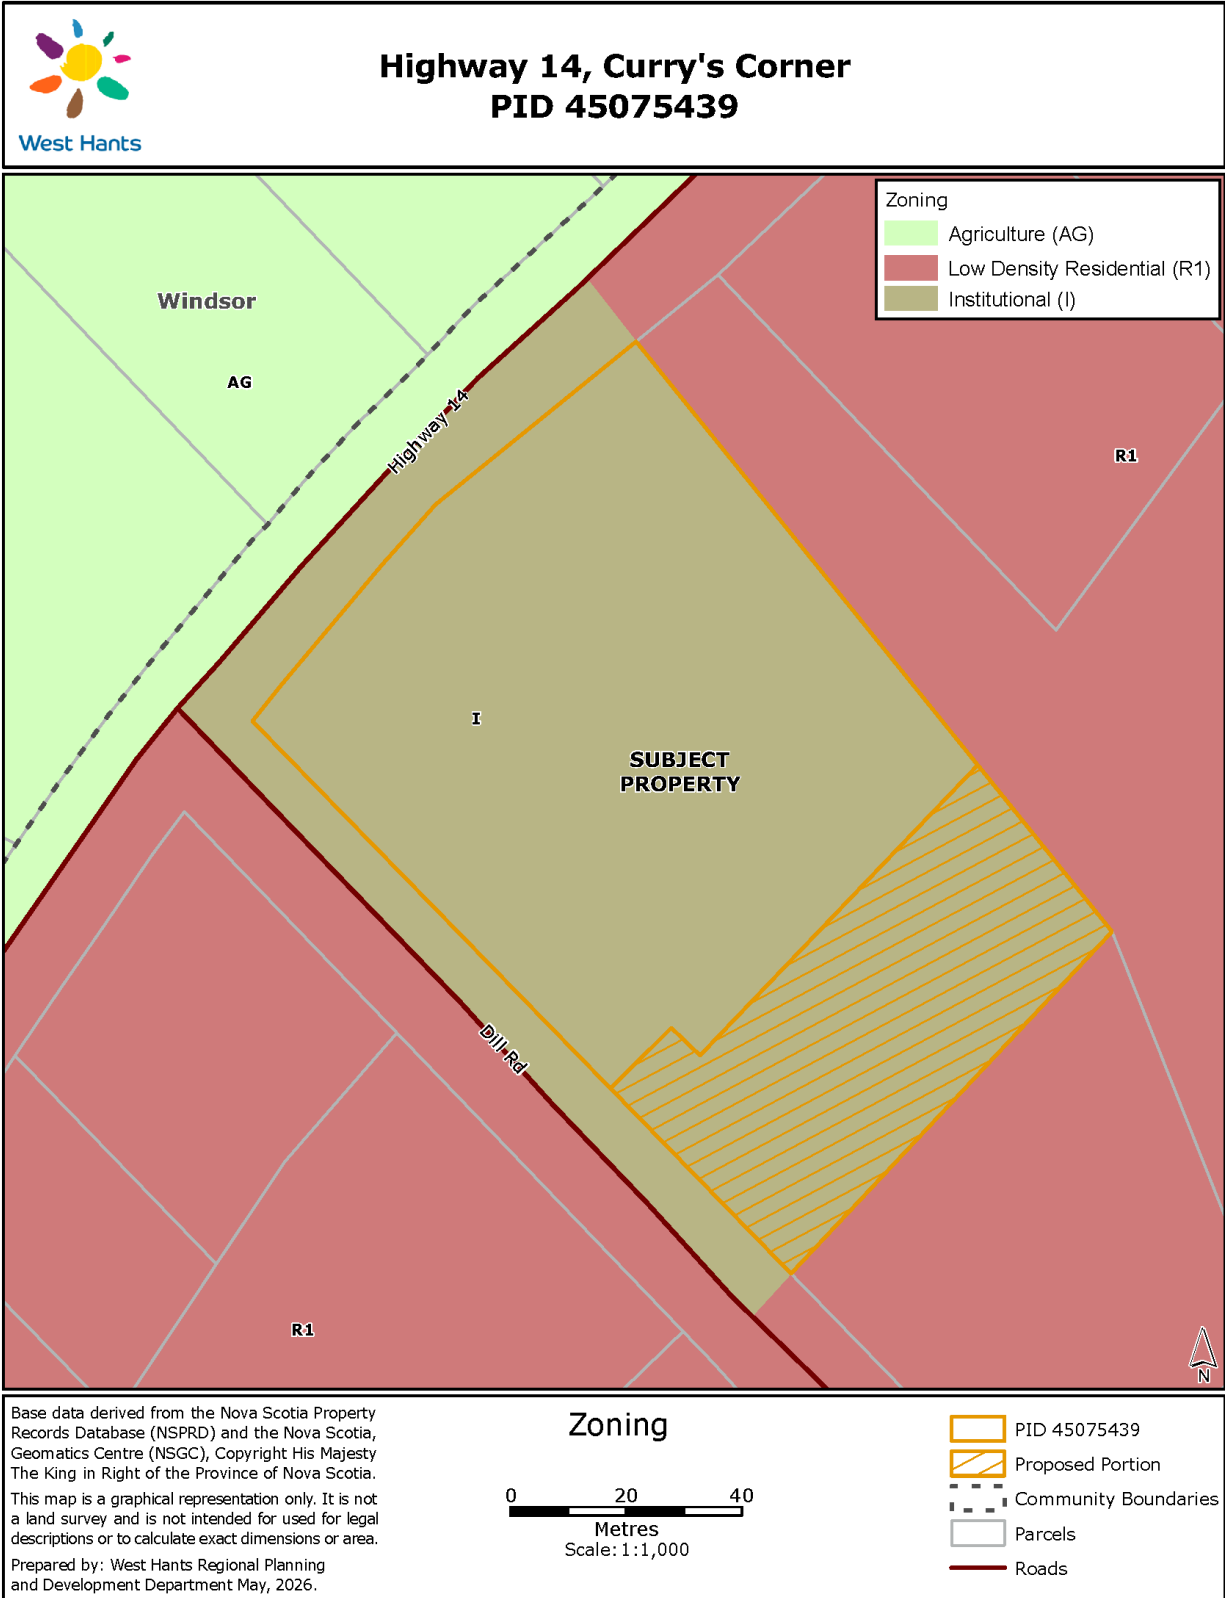 West Hants
Highway 14, Curry's Corner
PID 45075439
Zoning
Agriculture (AG)
Low Density Residential (R1)
Institutional (I)
Windsor
AG
Highway 14
R1
I
SUBJECT
PROPERTY
Dill Rd
R1
N
Base data derived from the Nova Scotia Property
Records Database (NSPRD) and the Nova Scotia,
Geomatics Centre (NSGC), Copyright His Majesty
The King in Right of the Province of Nova Scotia.
This map is a graphical representation only. It is not
a land survey and is not intended for used for legal
descriptions or to calculate exact dimensions or area.
Prepared by: West Hants Regional Planning
and Development Department May, 2026.
Zoning
0 20 40
Metres
Scale: 1:1,000
PID 45075439
Proposed Portion
Community Boundaries
Parcels
Roads